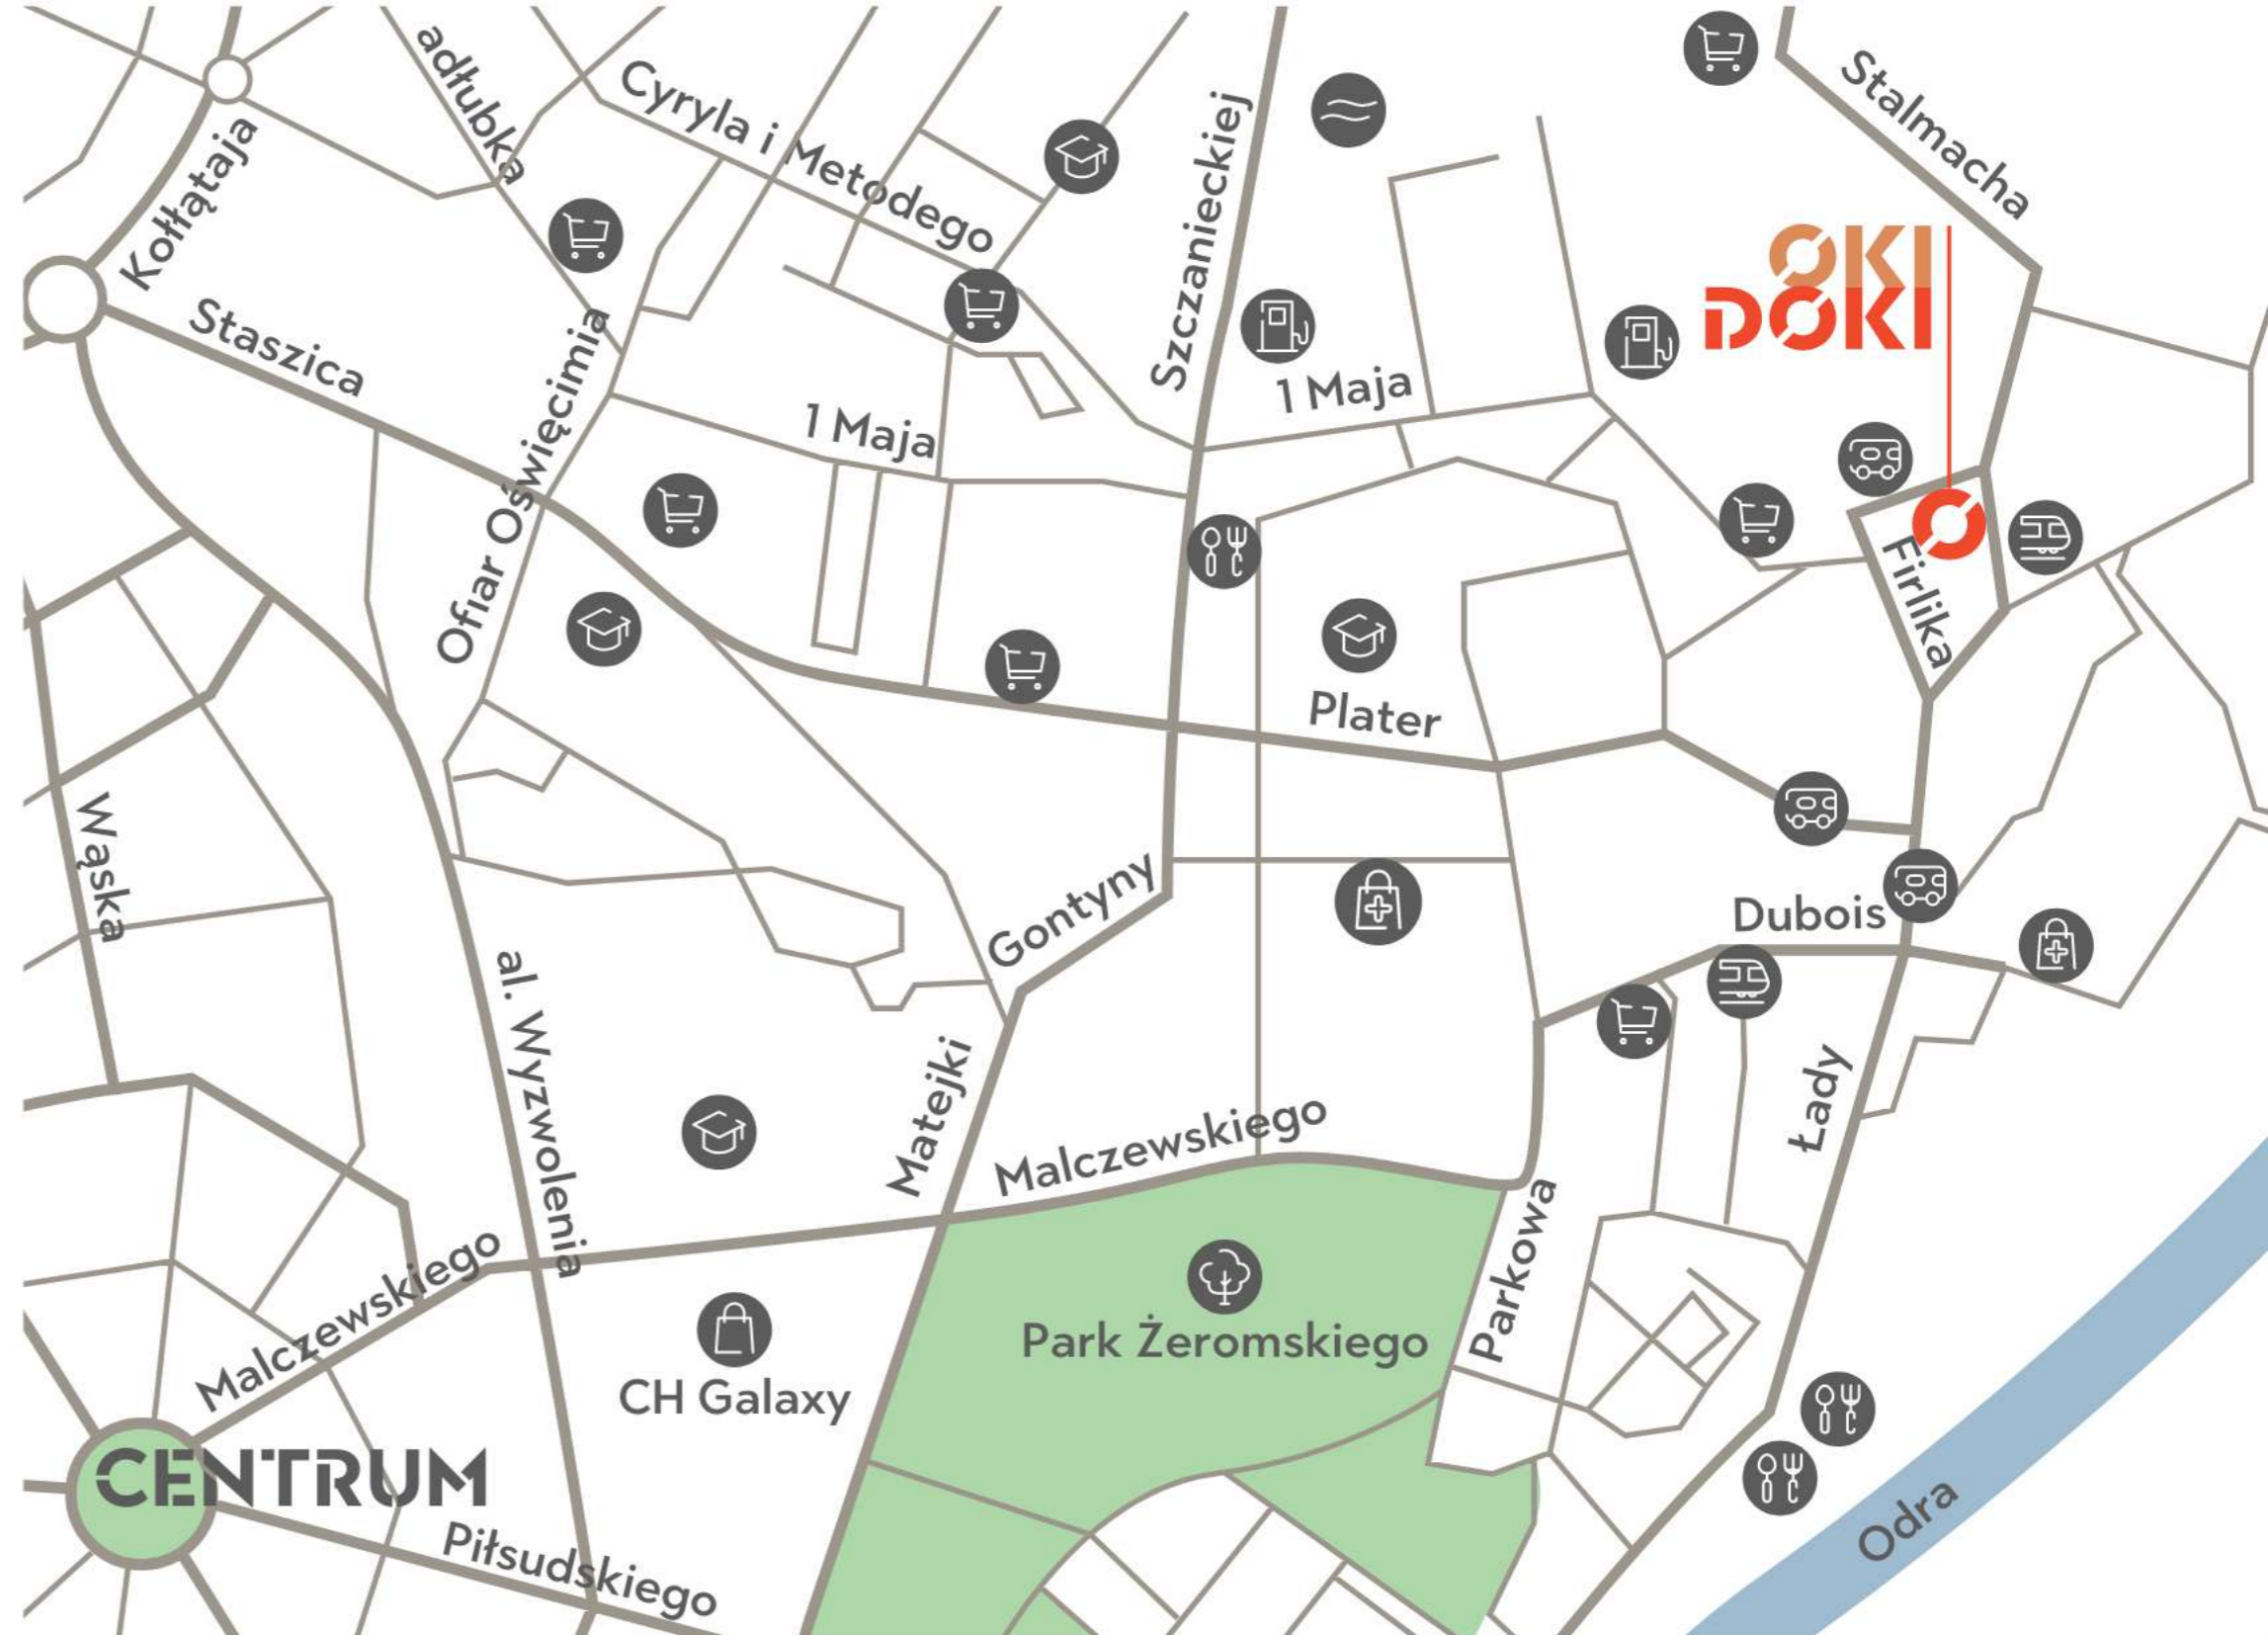 adłubka
Cyryla i Metodego
Szczanieckiej
Stalmacha
Kołłątaja
OKI
DOKI
Staszica
Ofiar Oświęcimia
1 Maja
1 Maja
Firlika
Plater
Wąska
Gontyny
Dubois
al. Wyzwolenia
Matejki
Łady
Malczewskiego
Parkowa
Malczewskiego
Park Żeromskiego
CH Galaxy
CENTRUM
Odra
Piłsudskiego